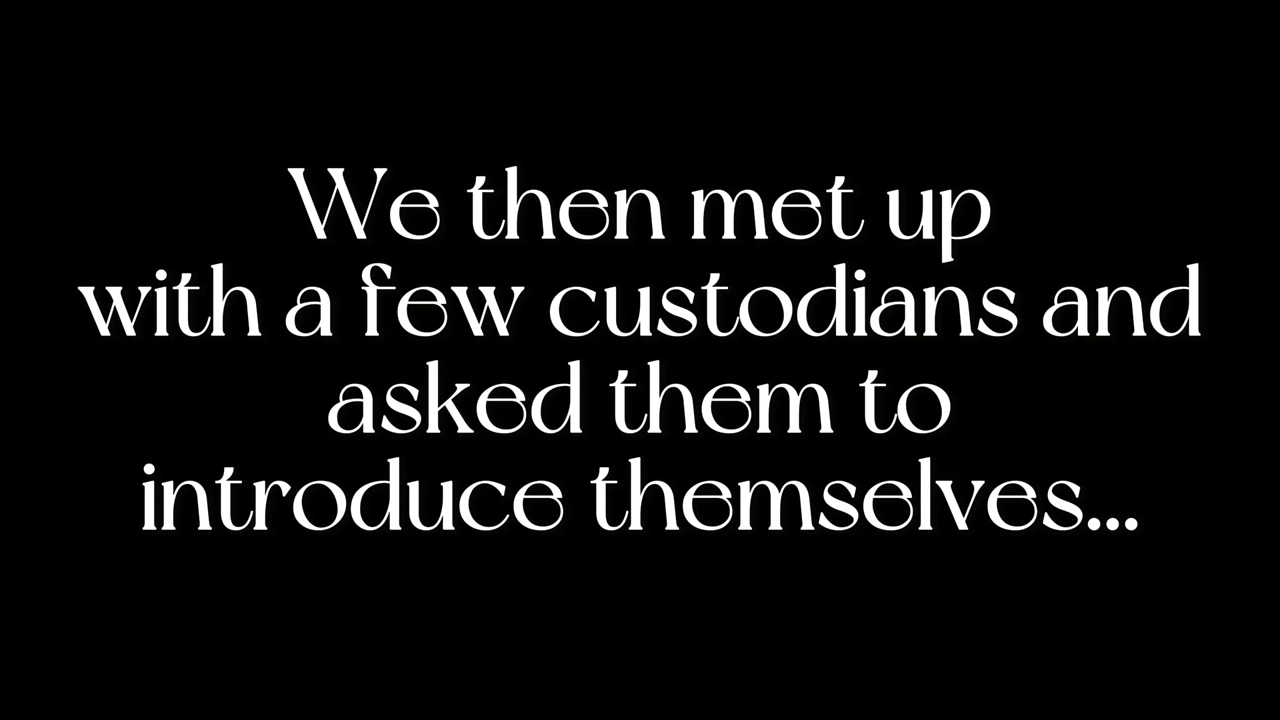 We then met up
with a few custodians and
asked them to
introduce themselves...